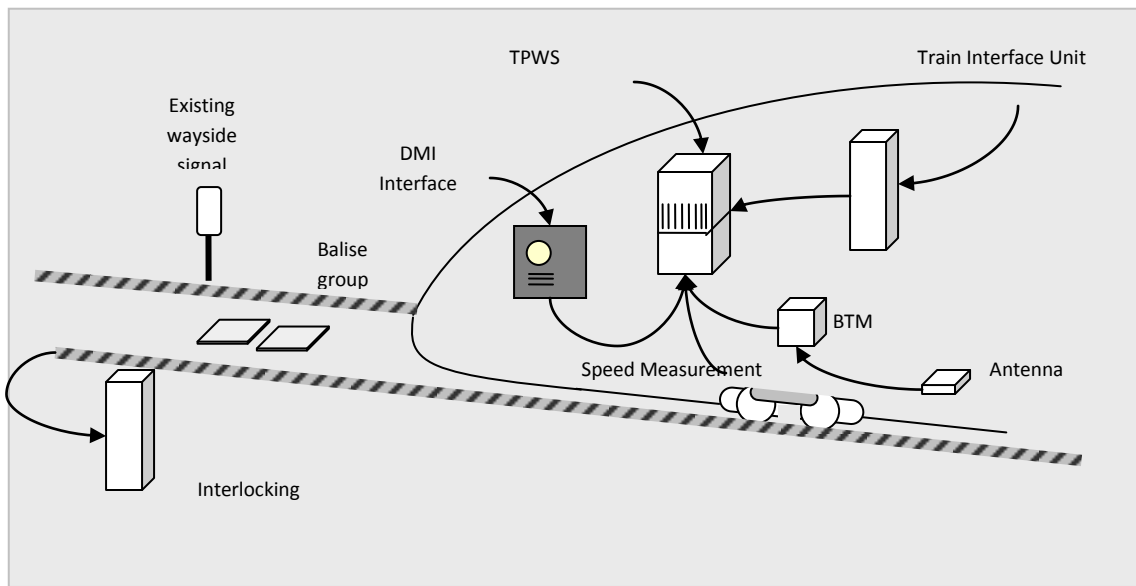 TPWS
Train Interface Unit
Existing
wayside
signal
DMI
Interface
Balise
group
BTM
Speed Measurement
Antenna
Interlocking